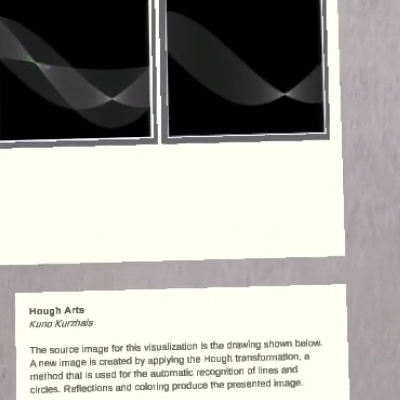 Hough Arts
Kuno Kurzhals
The source image for this visualization is the drawing shown below.
A new image is created by applying the Hough transformation, a
method that is used for the automatic recognition of lines and
circles. Reflections and coloring produce the presented image.